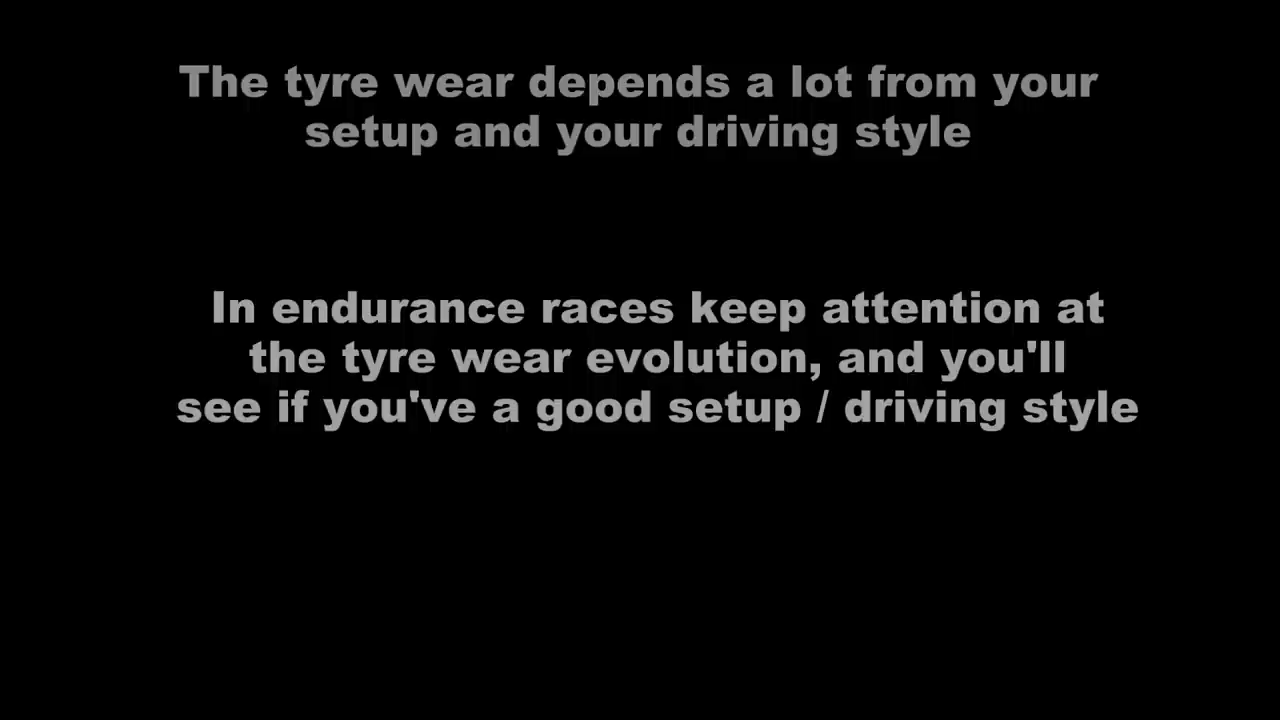 The tyre wear depends a lot from your
setup and your driving style
In endurance races keep attention at
the tyre wear evolution, and you'll
see if you've a good setup / driving style